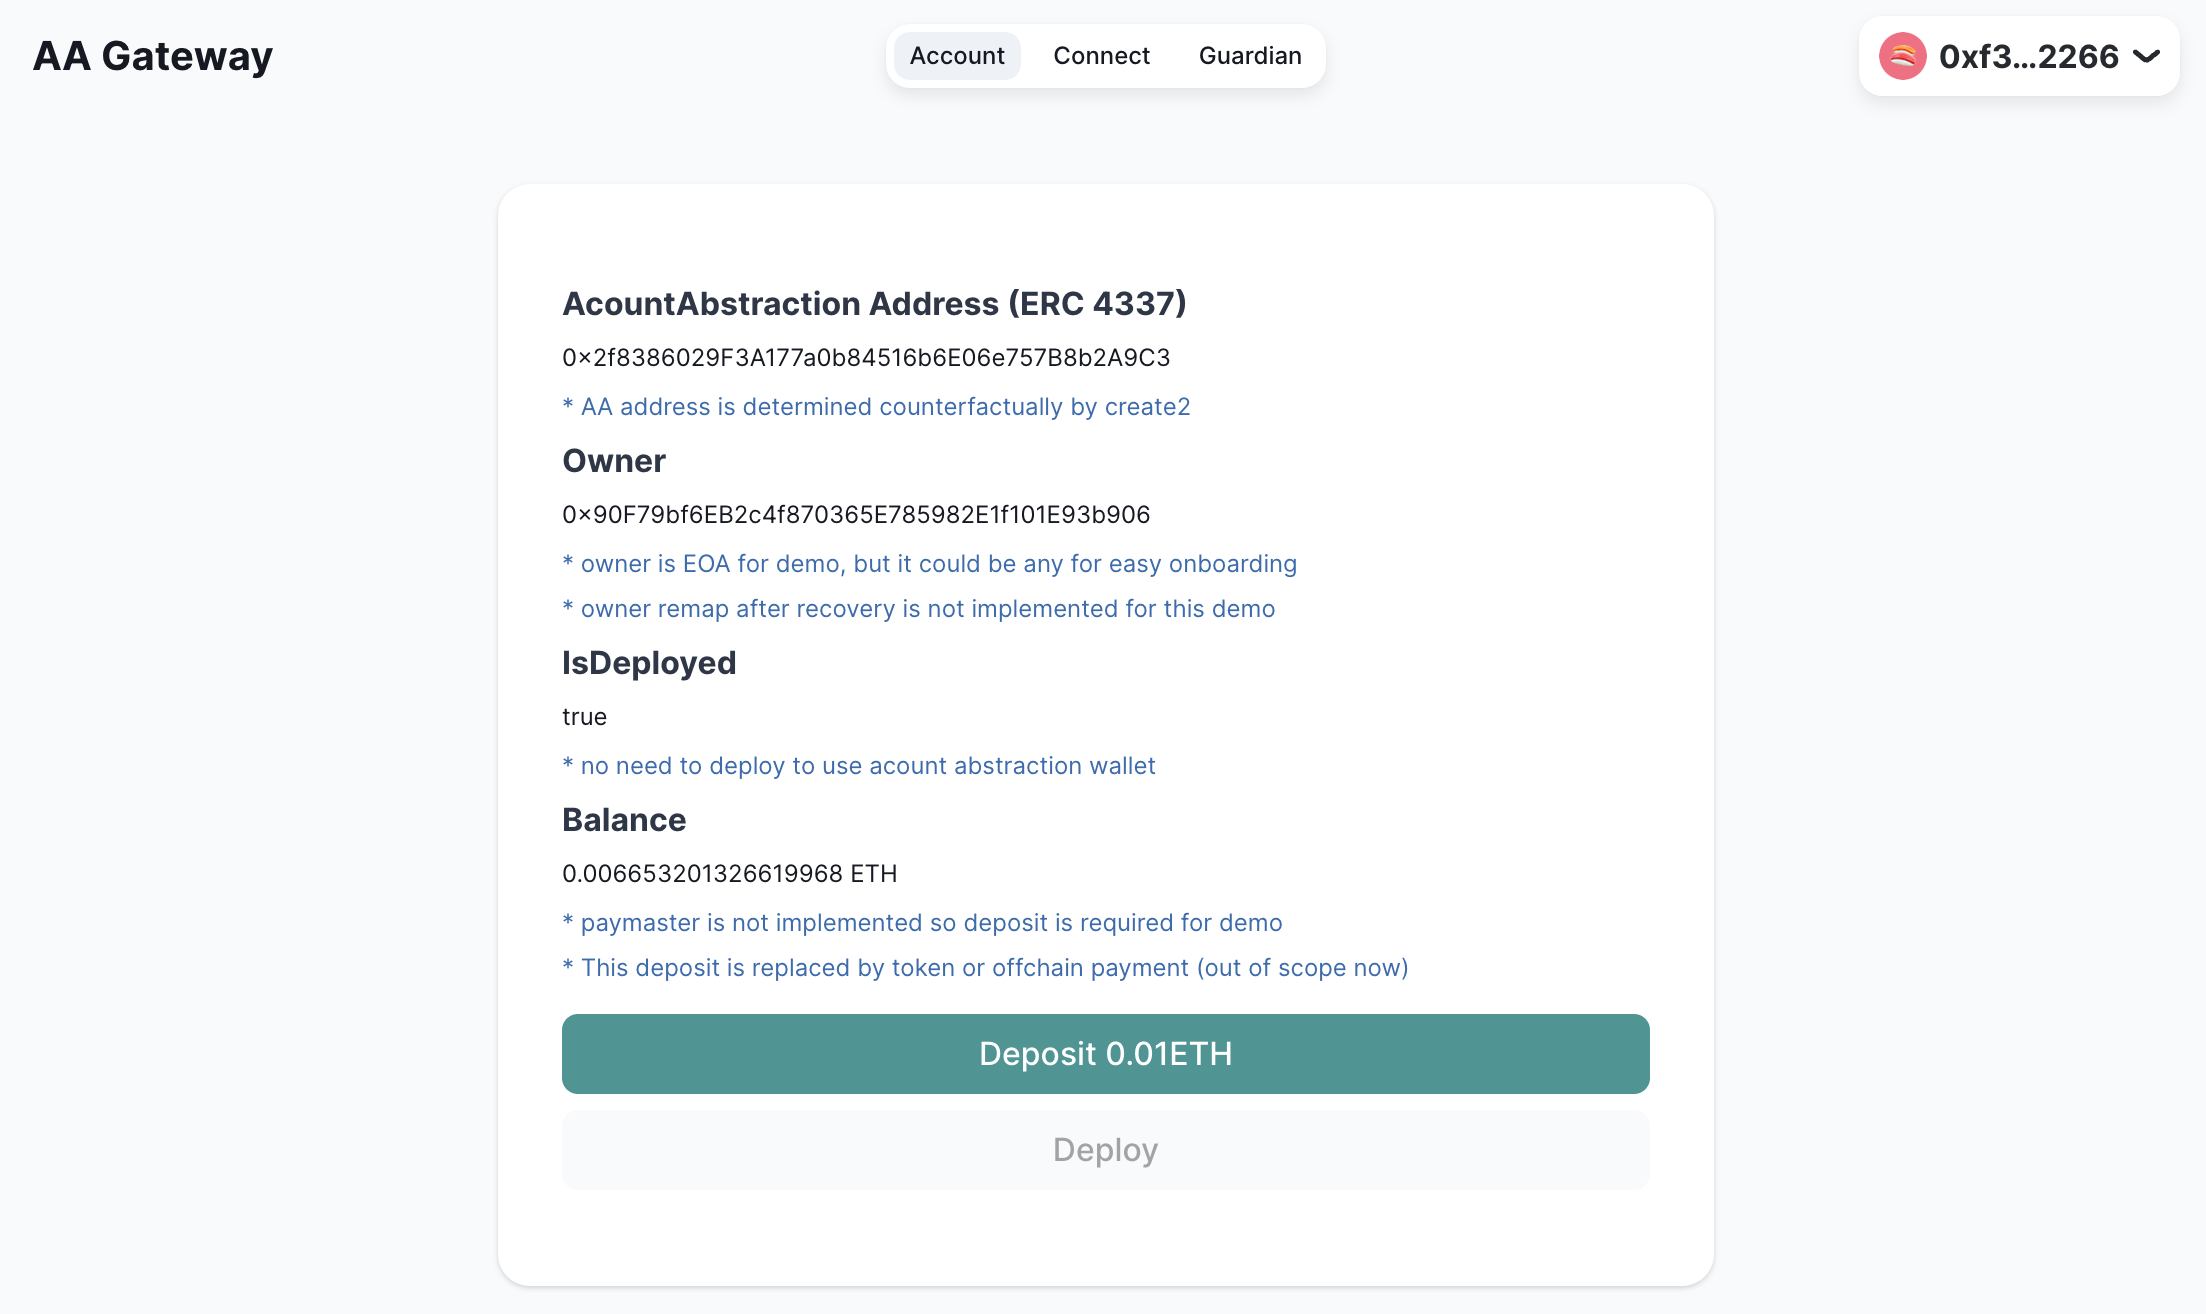 AA Gateway
Account
Connect
Guardian
0xf3...2266
AcountAbstraction Address (ERC 4337)
0×2f8386029F3A177a0b84516b6E06e757B8b2A9C3
* AA address is determined counterfactually by create2
Owner
0×90F79bf6EB2c4f870365E785982E1f101E93b906
* owner is EOA for demo, but it could be any for easy onboarding
* owner remap after recovery is not implemented for this demo
IsDeployed
true
* no need to deploy to use acount abstraction wallet
Balance
0.006653201326619968 ETH
* paymaster is not implemented so deposit is required for demo
* This deposit is replaced by token or offchain payment (out of scope now)
Deposit 0.01ETH
Deploy